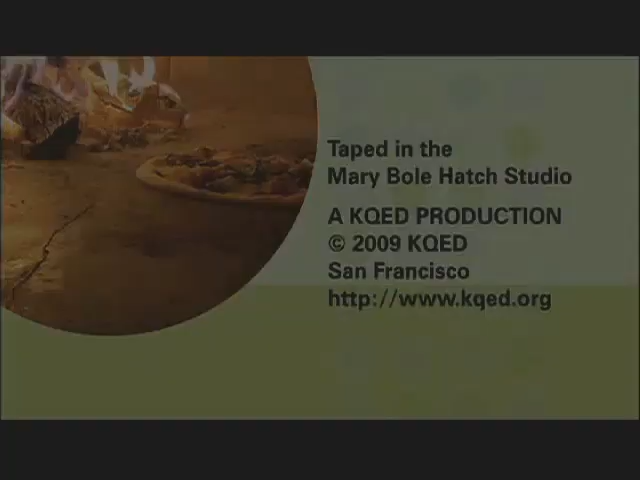 Taped in the
Mary Bole Hatch Studio
A KQED PRODUCTION
© 2009 KQED
San Francisco
http://www.kqed.org